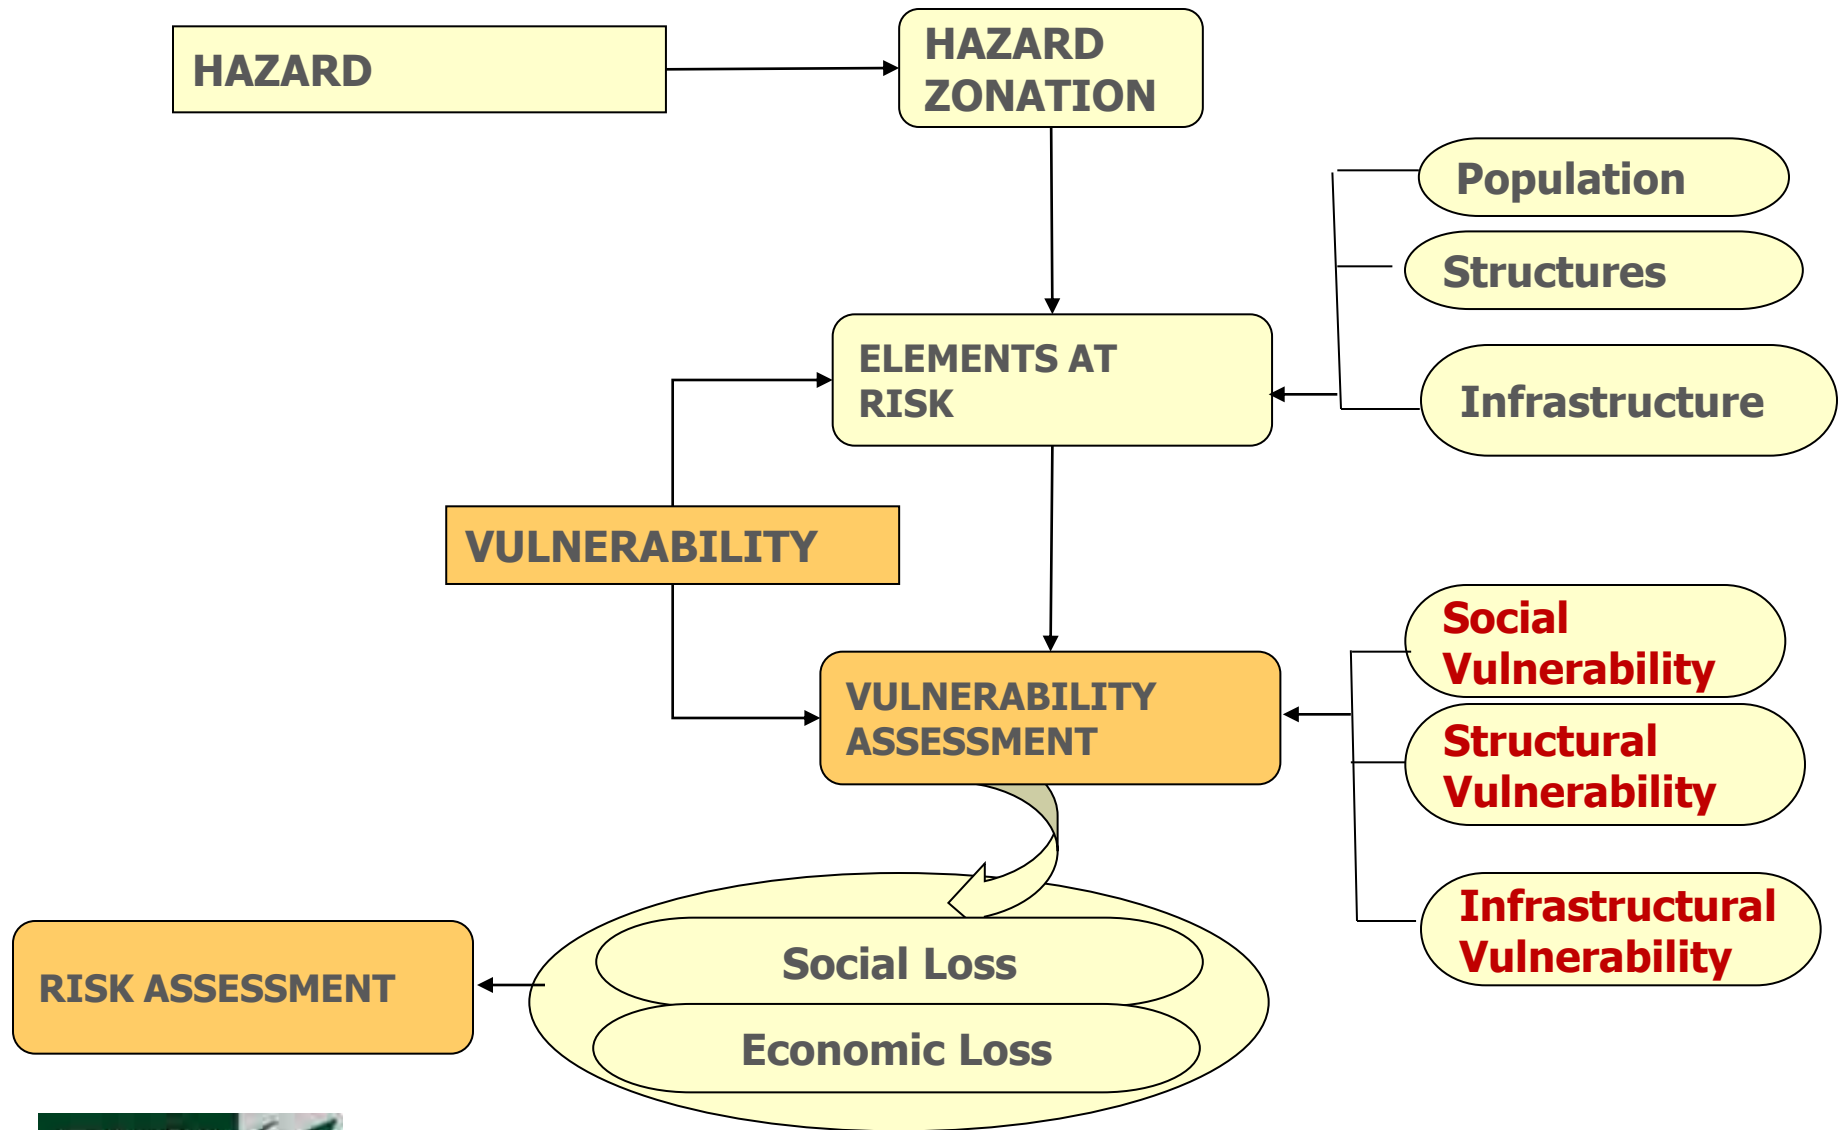 HAZARD
HAZARD
ZONATION
Population
Structures
ELEMENTS AT
RISK
Infrastructure
VULNERABILITY
Social
Vulnerability
VULNERABILITY
ASSESSMENT
Structural
Vulnerability
Infrastructural
Vulnerability
Social Loss
RISK ASSESSMENT
Economic Loss